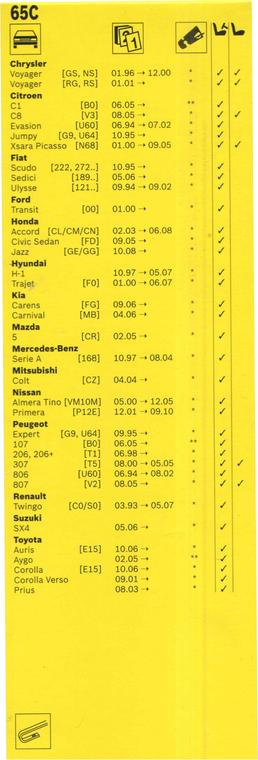 65C
1 2 1
Chrysler
Voyager [GS, NS] 01.96 → 12.00 * ✓ ✓
Voyager [RG, RS] 01.01 → * ✓ ✓
Citroen
C1 [B0] 06.05 → ** ✓
C8 [V3] 08.05 → * ✓ ✓
Evasion [U60] 06.94 → 07.02 * ✓
Jumpy [G9, U64] 10.95 → * ✓
Xsara Picasso [N68] 01.00 → 09.05 * ✓ ✓
Fiat
Scudo [222, 272..] 10.95 → * ✓
Sedici [189..] 05.06 → * ✓
Ulysse [121..] 09.94 → 09.02 * ✓
Ford
Transit [00] 01.00 → * ✓
Honda
Accord [CL/CM/CN] 02.03 → 06.08 * ✓
Civic Sedan [FD] 09.05 → * ✓
Jazz [GE/GG] 10.08 → * ✓
Hyundai
H-1 10.97 → 05.07 * ✓
Trajet [F0] 01.00 → 06.07 * ✓
Kia
Carens [FG] 09.06 → * ✓
Carnival [MB] 04.06 → * ✓
Mazda
5 [CR] 02.05 → * ✓
Mercedes-Benz
Serie A [168] 10.97 → 08.04 * ✓
Mitsubishi
Colt [CZ] 04.04 → * ✓
Nissan
Almera Tino [VM10M] 05.00 → 12.05 * ✓
Primera [P12E] 12.01 → 09.10 * ✓
Peugeot
Expert [G9, U64] 09.95 → * ✓
107 [B0] 06.05 → ** ✓
206, 206+ [T1] 06.98 → * ✓
307 [T5] 08.00 → 05.05 * ✓ ✓
806 [U60] 06.94 → 08.02 * ✓
807 [V2] 08.05 → * ✓ ✓
Renault
Twingo [C0/S0] 03.93 → 05.07 * ✓
Suzuki
SX4 05.06 → * ✓
Toyota
Auris [E15] 10.06 → * ✓
Aygo 02.05 → ** ✓
Corolla [E15] 10.06 → * ✓
Corolla Verso 09.01 → * ✓
Prius 08.03 → * ✓